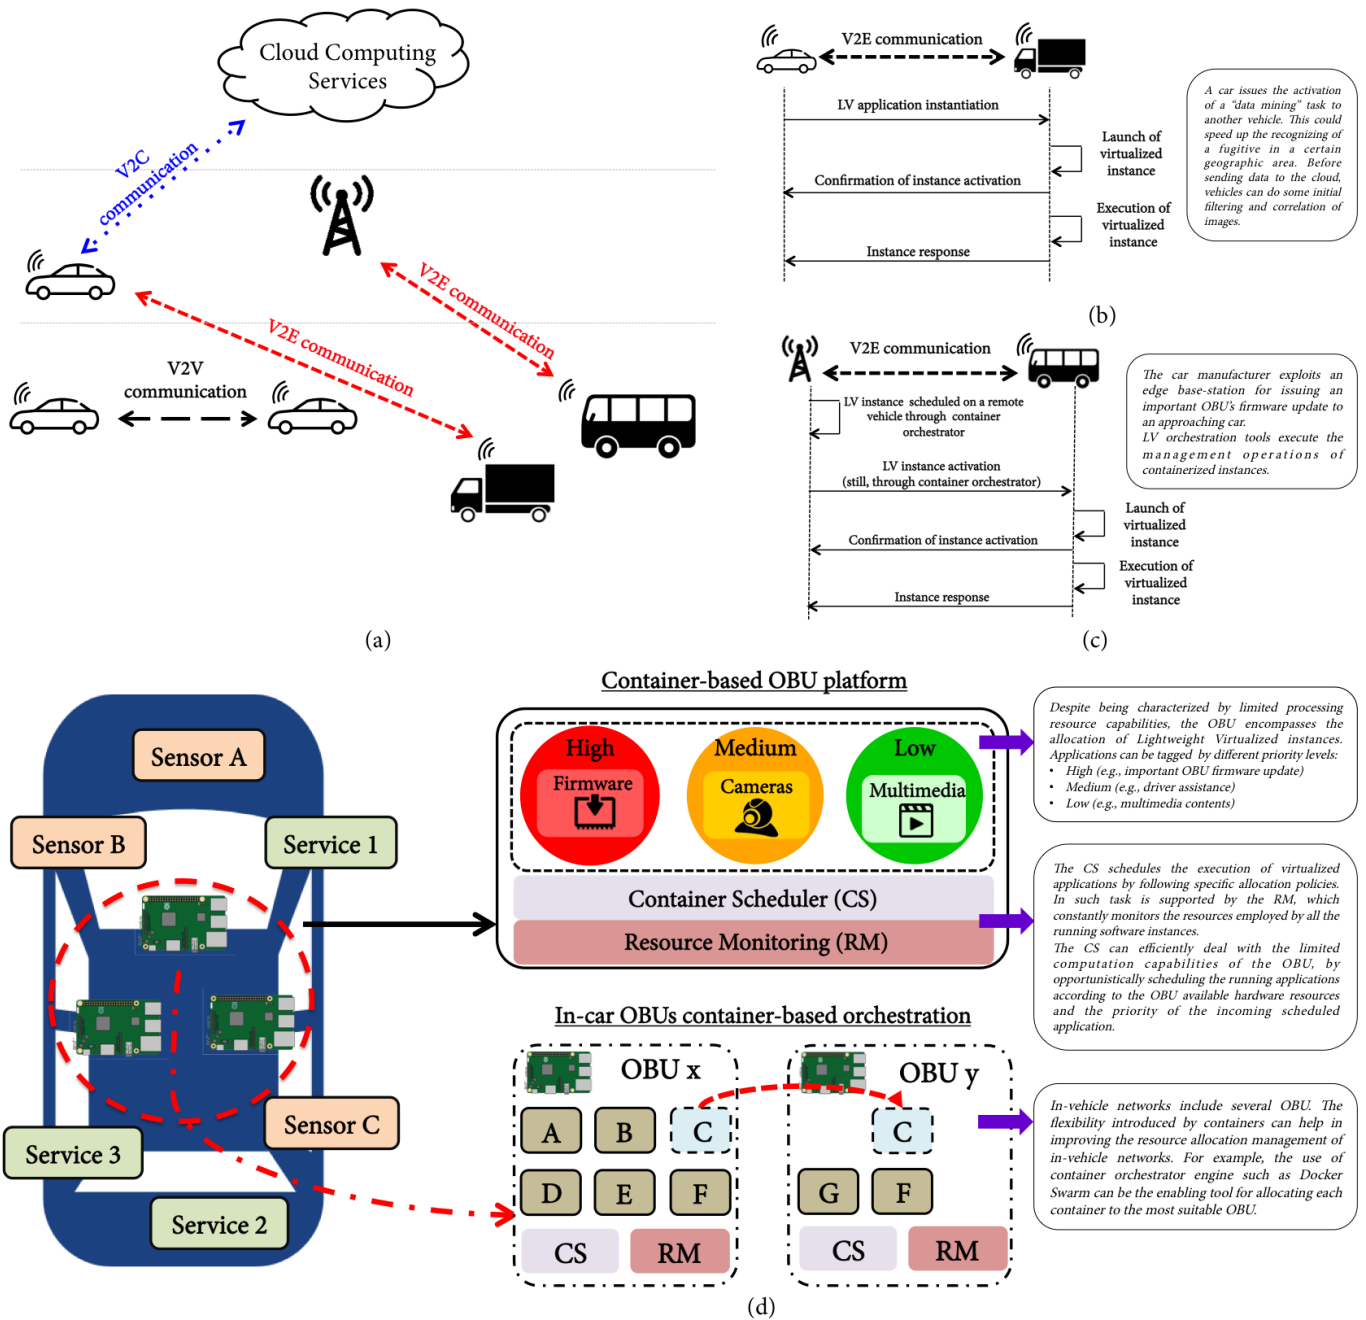 Cloud Computing
Services
V2C
communication
V2E communication
V2E communication
V2V
communication
(a)
V2E communication
LV application instantiation
Launch of
virtualized
instance
Confirmation of instance activation
Execution of
virtualized
instance
Instance response
A car issues the activation
of a “data mining” task to
another vehicle. This could
speed up the recognizing of
a fugitive in a certain
geographic area. Before
sending data to the cloud,
vehicles can do some initial
filtering and correlation of
images.
(b)
V2E communication
LV instance scheduled on a remote
vehicle through container
orchestrator
LV instance activation
(still, through container orchestrator)
Launch of
virtualized
instance
Confirmation of instance activation
Execution of
virtualized
instance
Instance response
The car manufacturer exploits an
edge base-station for issuing an
important OBU's firmware update to
an approaching car.
LV orchestration tools execute the
management operations of
containerized instances.
(c)
Sensor A
Sensor B
Service 1
Sensor C
Service 3
Service 2
Container-based OBU platform
High
Firmware
Medium
Cameras
Low
Multimedia
Container Scheduler (CS)
Resource Monitoring (RM)
Despite being characterized by limited processing
resource capabilities, the OBU encompasses the
allocation of Lightweight Virtualized instances.
Applications can be tagged by different priority levels:
• High (e.g., important OBU firmware update)
• Medium (e.g., driver assistance)
• Low (e.g., multimedia contents)
The CS schedules the execution of virtualized
applications by following specific allocation policies.
In such task is supported by the RM, which
constantly monitors the resources employed by all the
running software instances.
The CS can efficiently deal with the limited
computation capabilities of the OBU, by
opportunistically scheduling the running applications
according to the OBU available hardware resources
and the priority of the incoming scheduled
application.
In-car OBUs container-based orchestration
OBU x
A B C
D E F
CS RM
OBU y
C
G F
CS RM
In-vehicle networks include several OBU. The
flexibility introduced by containers can help in
improving the resource allocation management of
in-vehicle networks. For example, the use of
container orchestrator engine such as Docker
Swarm can be the enabling tool for allocating each
container to the most suitable OBU.
(d)